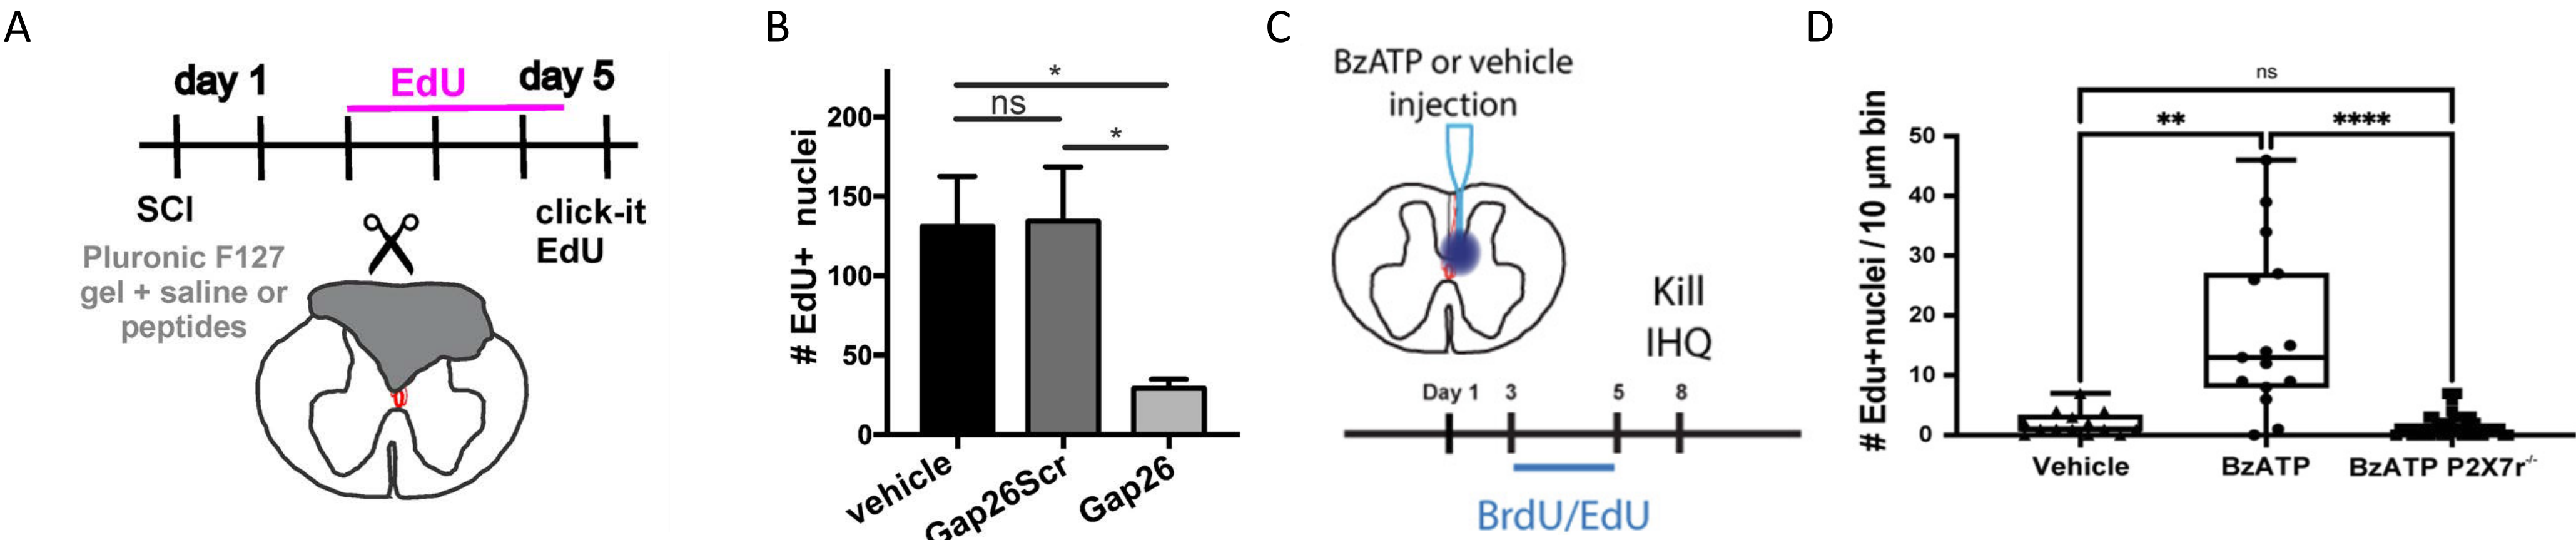 A
day 1
EdU
day 5
SCI
click-it
EdU
Pluronic F127
gel + saline or
peptides
B
# EdU+ nuclei
200
150
100
50
0
*
ns
*
vehicle
Gap26Scr
Gap26
C
BzATP or vehicle
injection
Kill
IHQ
Day 1
3
5
8
BrdU/EdU
D
# Edu+nuclei / 10 µm bin
50
40
30
20
10
0
ns
**
****
Vehicle
BzATP
BzATP P2X7r-/-